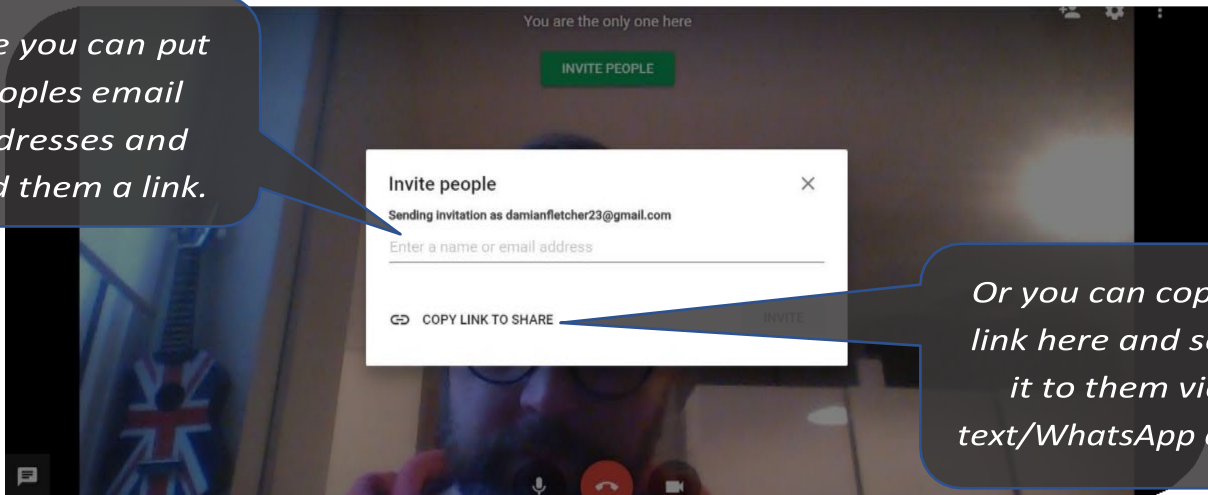 You are the only one here
INVITE PEOPLE
e you can put
oples email
dresses and
d them a link.
Invite people
Sending invitation as damianfletcher23@gmail.com
Enter a name or email address
COPY LINK TO SHARE
INVITE
Or you can cop
link here and s
it to them vi
text/WhatsApp